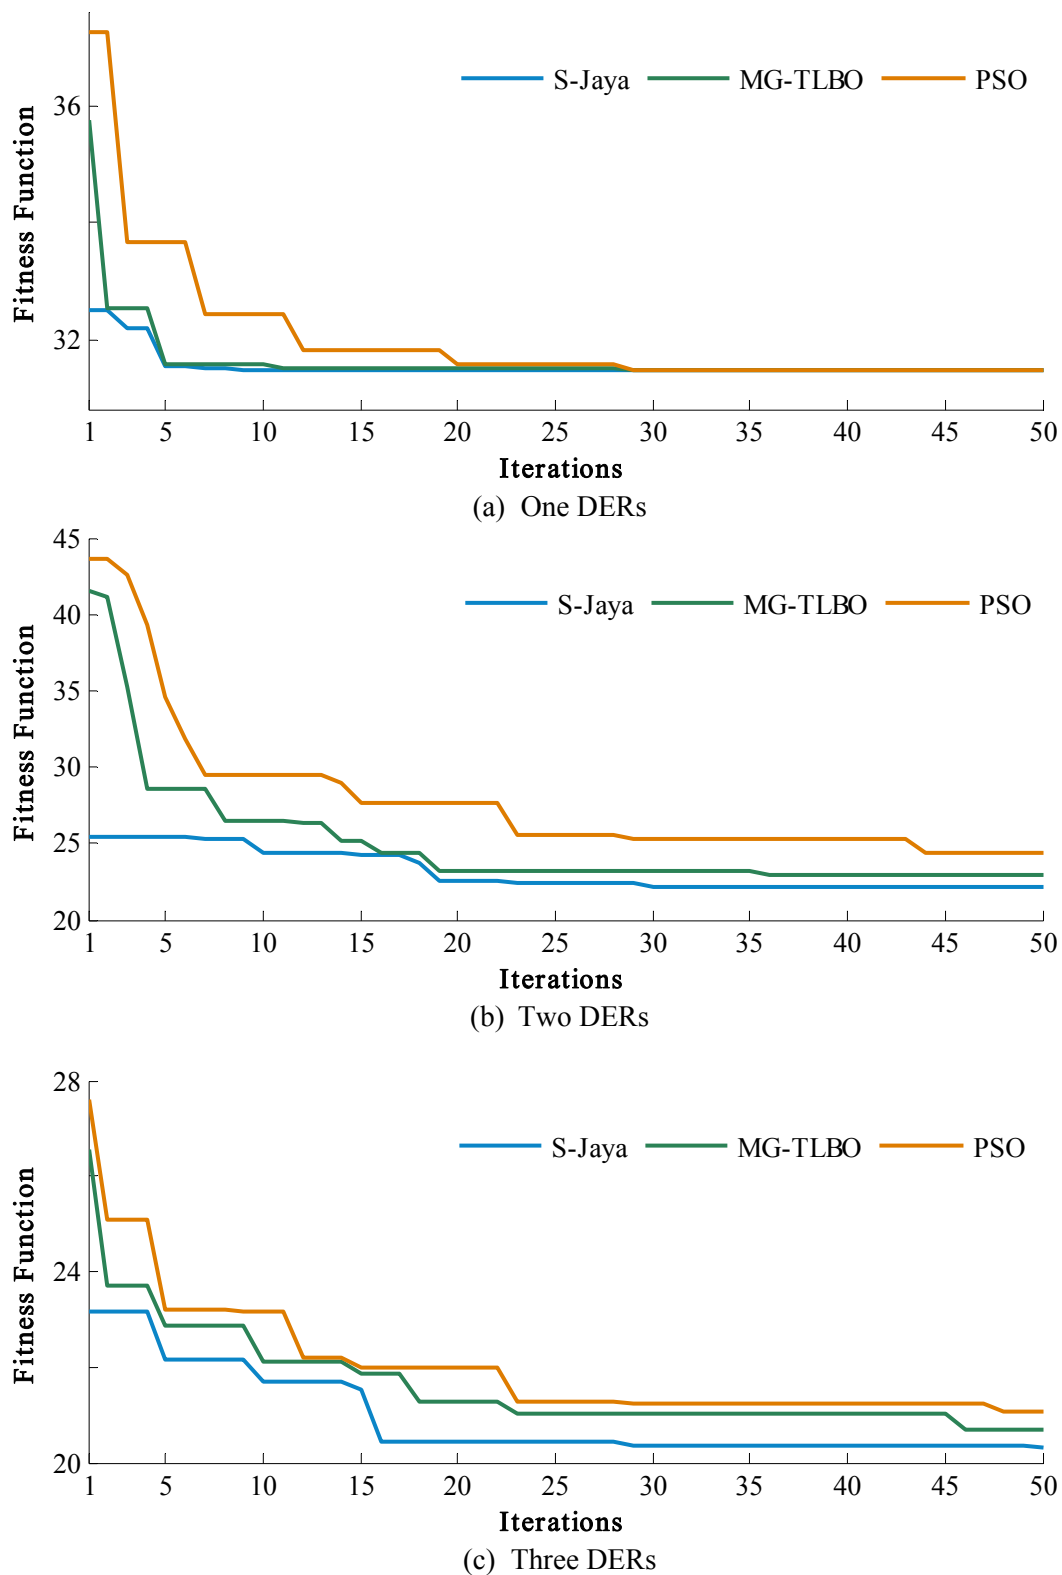 S-Jaya MG-TLBO PSO
Fitness Function
36
32
1 5 10 15 20 25 30 35 40 45 50
Iterations
(a) One DERs
S-Jaya MG-TLBO PSO
Fitness Function
45
40
35
30
25
20
1 5 10 15 20 25 30 35 40 45 50
Iterations
(b) Two DERs
S-Jaya MG-TLBO PSO
Fitness Function
28
24
20
1 5 10 15 20 25 30 35 40 45 50
Iterations
(c) Three DERs